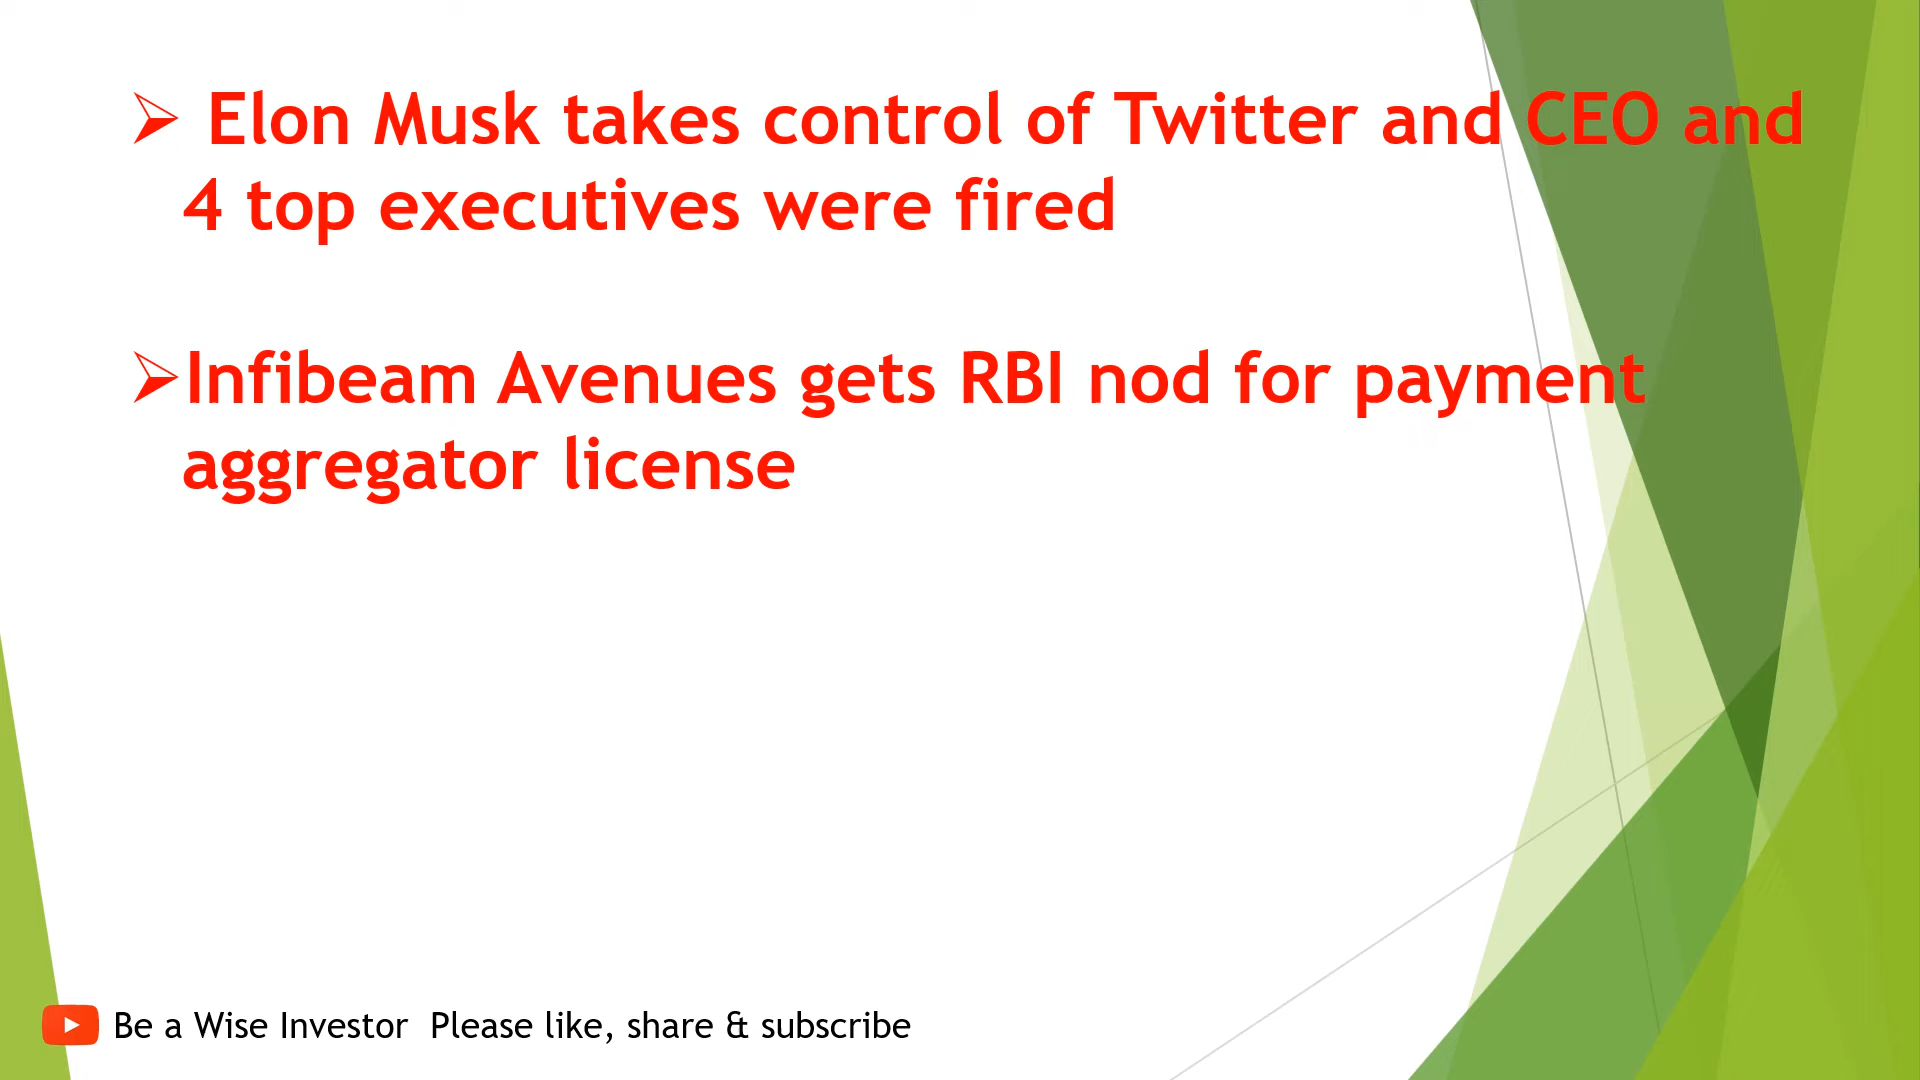 ➢ Elon Musk takes control of Twitter and CEO and
4 top executives were fired
➢Infibeam Avenues gets RBI nod for payment
aggregator license
Be a Wise Investor  Please like, share & subscribe